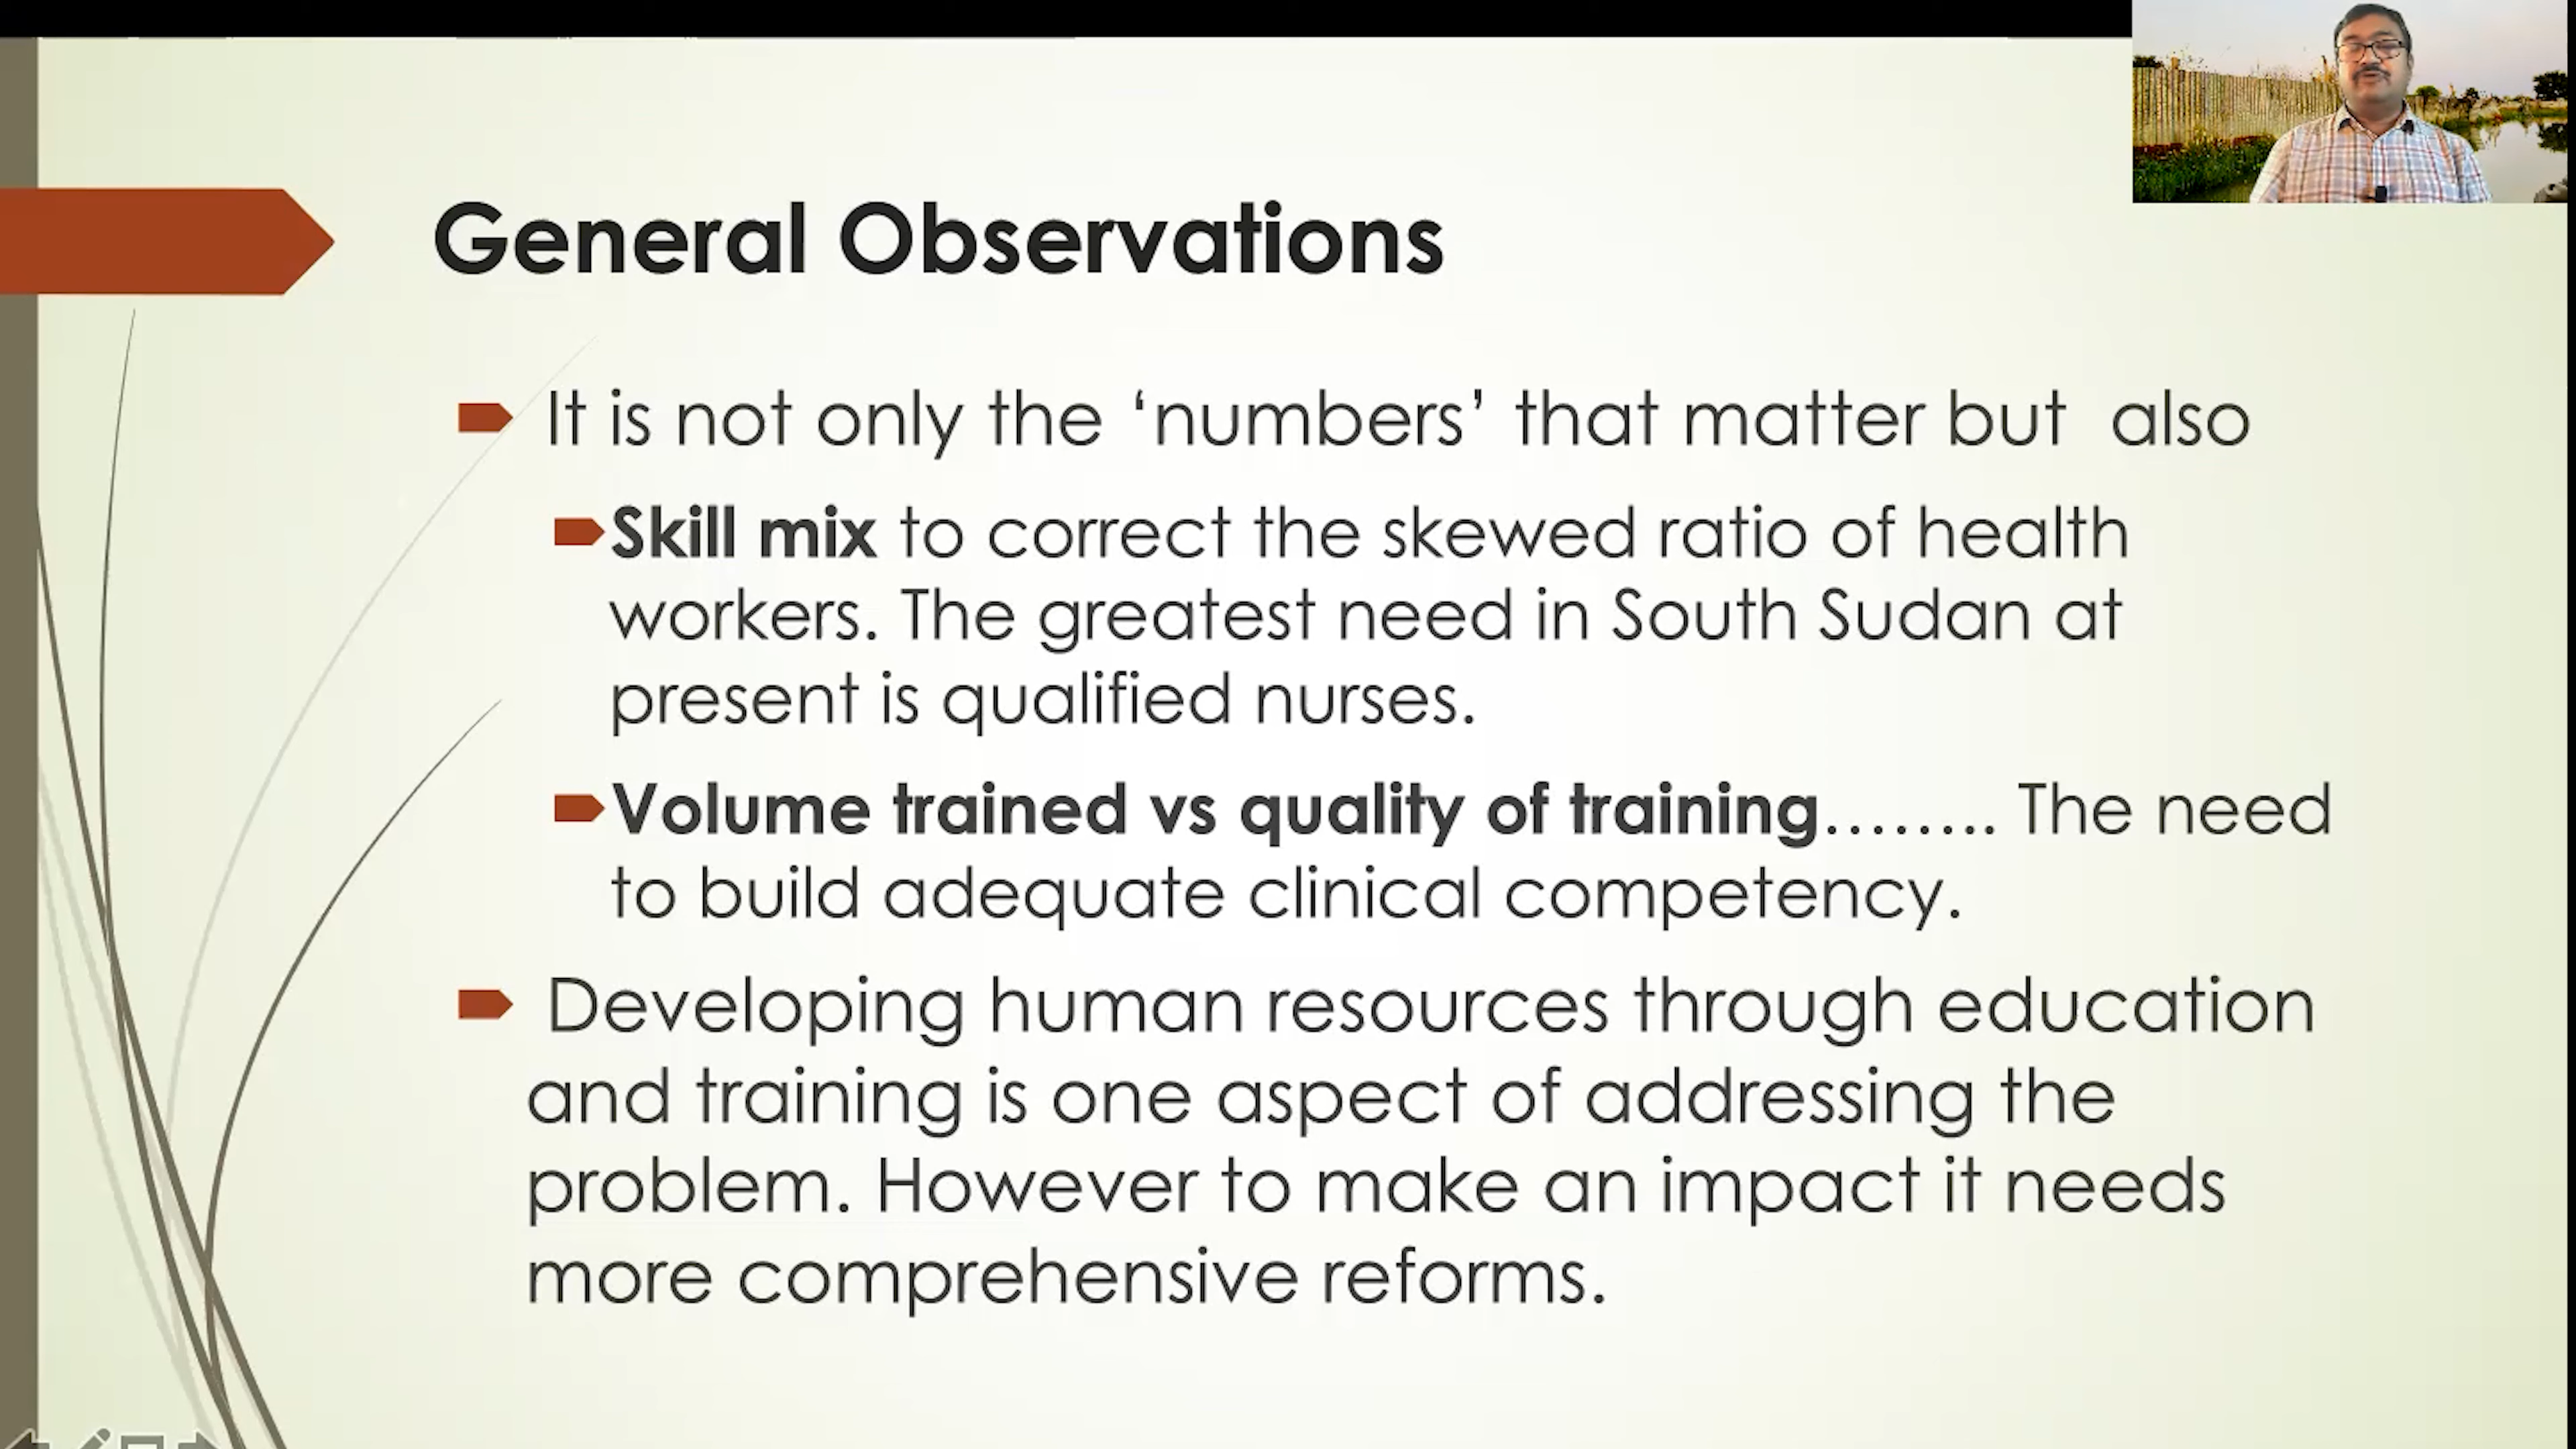 General Observations
It is not only the ‘numbers’ that matter but  also
Skill mix to correct the skewed ratio of health
workers. The greatest need in South Sudan at
present is qualified nurses.
Volume trained vs quality of training…….. The need
to build adequate clinical competency.
Developing human resources through education
and training is one aspect of addressing the
problem. However to make an impact it needs
more comprehensive reforms.